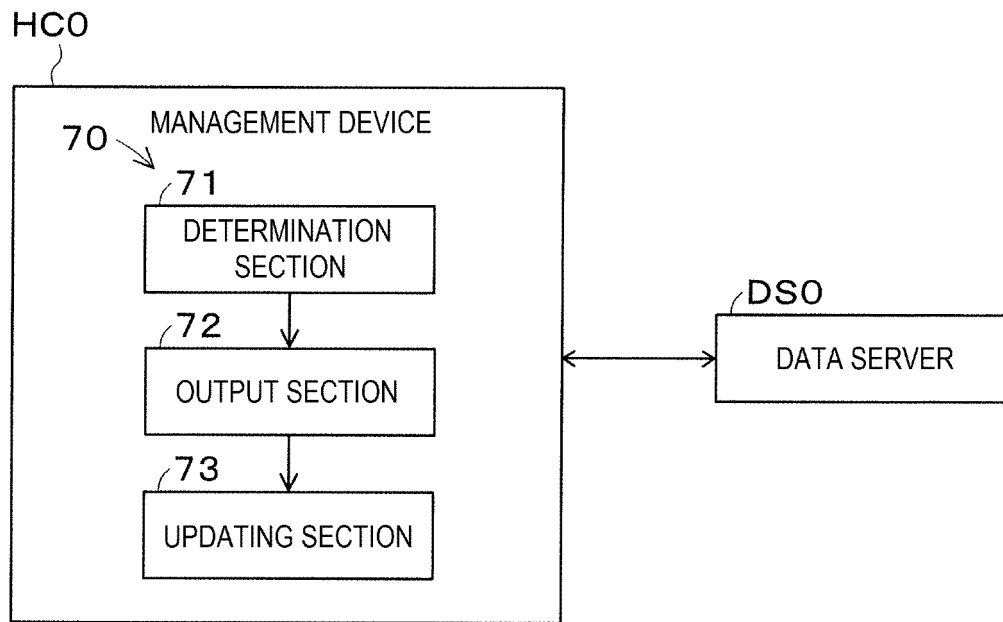 HC0
MANAGEMENT DEVICE
70
71
DETERMINATION
SECTION
72
OUTPUT SECTION
73
UPDATING SECTION
DS0
DATA SERVER